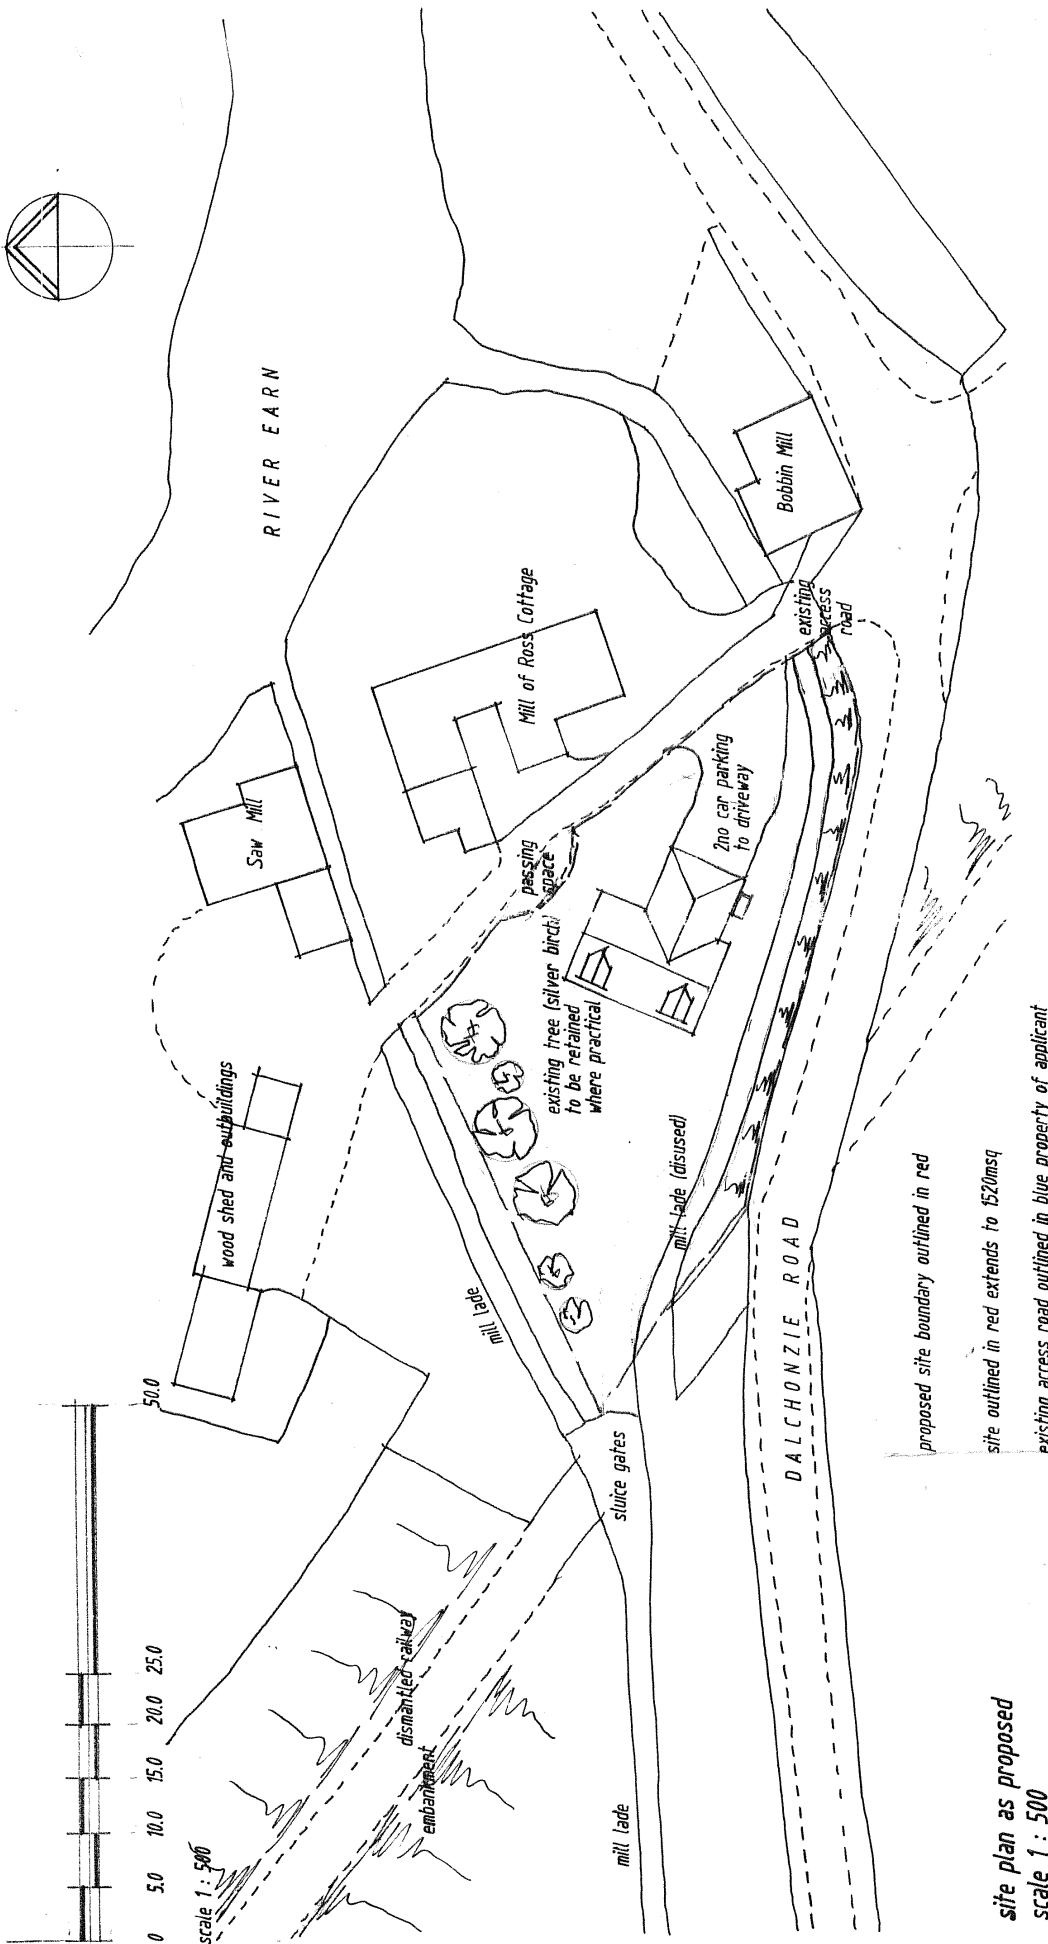 RIVER EARN
Saw Mill
Mill of Ross Cottage
Bobbin Mill
existing
access
road
passing
space
2no car parking
to driveway
existing tree (silver birch)
to be retained
where practical
wood shed and outbuildings
mill lade
mill lade (disused)
sluice gates
DALCHONZIE ROAD
dismantled railway
embankment
mill lade
0 5.0 10.0 15.0 20.0 25.0 50.0
scale 1 : 500
proposed site boundary outlined in red
site outlined in red extends to 1520msq
existing access road outlined in blue property of applicant
site plan as proposed
scale 1 : 500